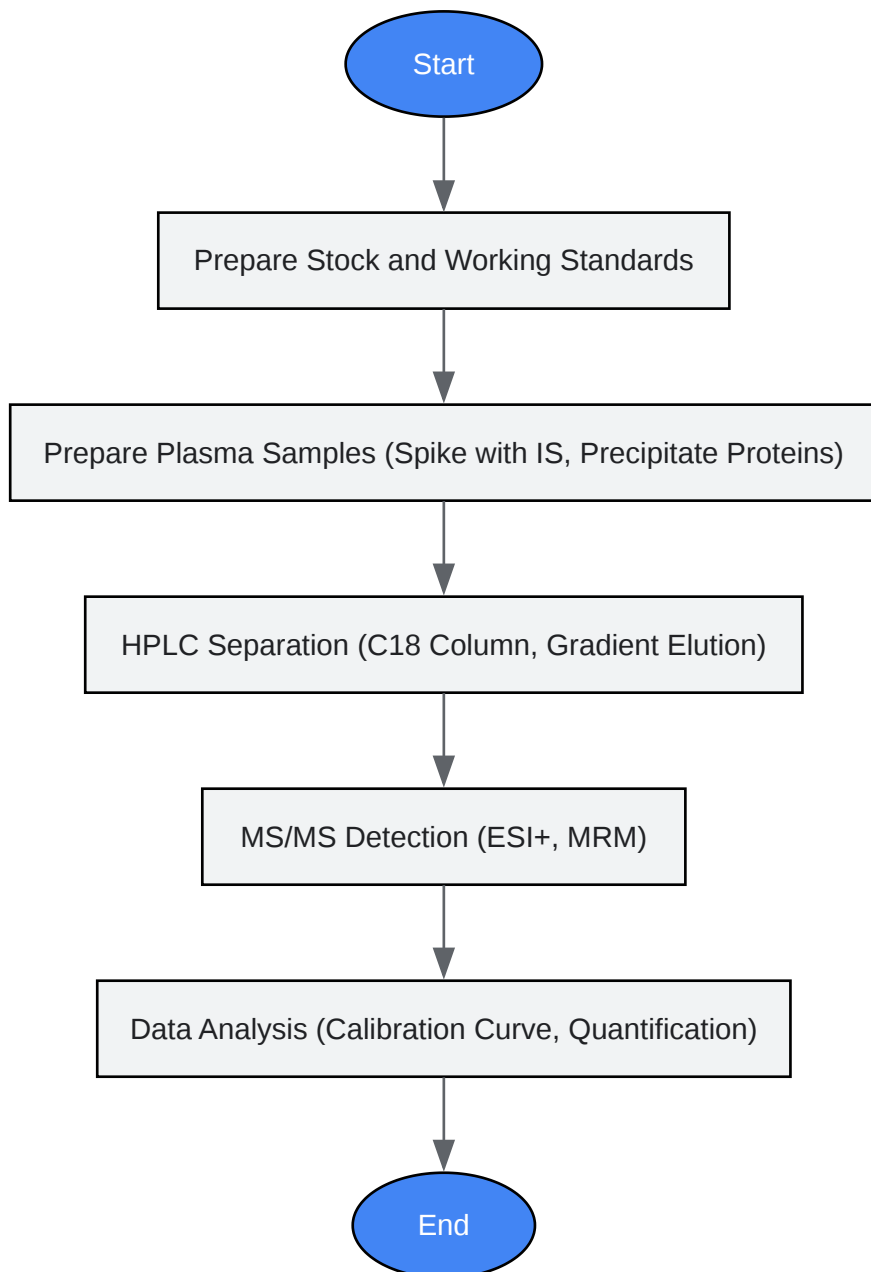 Start
Prepare Stock and Working Standards
Prepare Plasma Samples (Spike with IS, Precipitate Proteins)
HPLC Separation (C18 Column, Gradient Elution)
MS/MS Detection (ESI+, MRM)
Data Analysis (Calibration Curve, Quantification)
End